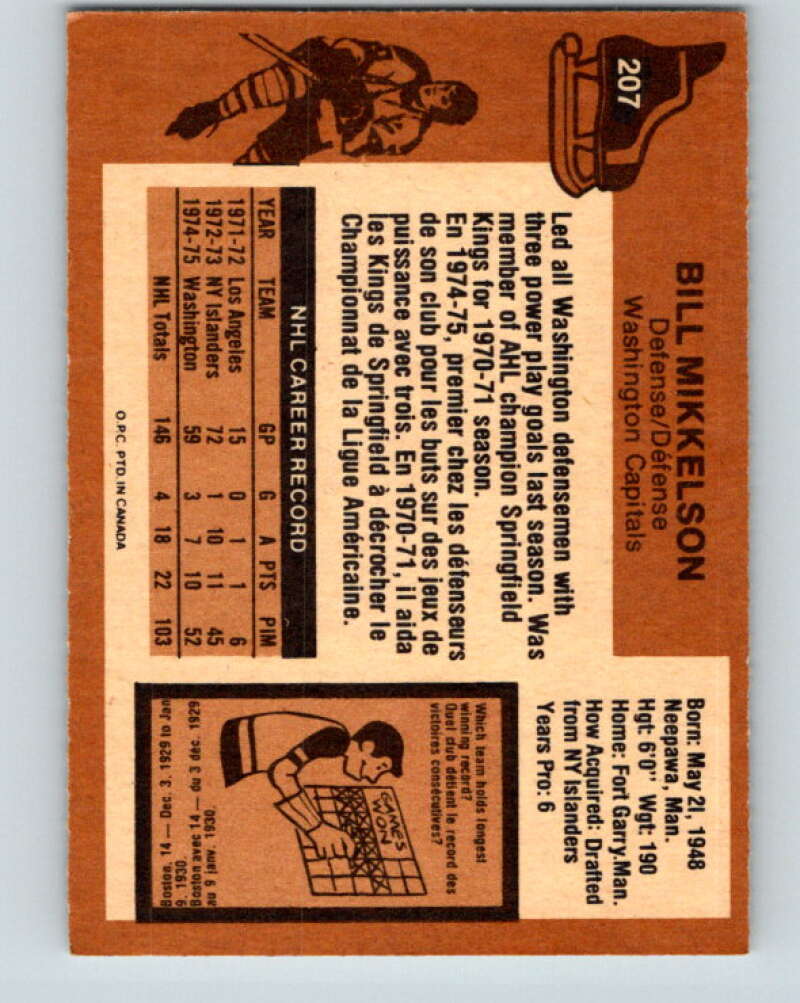 207
BILL MIKKELSON
Defense/Défense
Washington Capitals
Led all Washington defensemen with
three power play goals last season. Was
member of AHL champion Springfield
Kings for 1970-71 season.
En 1974-75, premier chez les défenseurs
de son club pour les buts sur des jeux de
puissance avec trois. En 1970-71, il aida
les Kings de Springfield à décrocher le
Championnat de la Ligue Américaine.
NHL CAREER RECORD
YEAR TEAM GP G A PTS PIM
1971-72 Los Angeles 15 0 1 1 6
1972-73 NY Islanders 72 1 10 11 45
1974-75 Washington 59 3 7 10 52
NHL Totals 146 4 18 22 103
O.P.C. PTD. IN CANADA
Born: May 21, 1948
Neepawa, Man.
Hgt: 6'0" Wgt: 190
Home: Fort Garry, Man.
How Acquired: Drafted
from NY Islanders
Years Pro: 6
Which team holds longest
winning record?
Quel club détient le record des
victoires consécutives?
GAMES
WON
Boston. 14 — Dec. 3, 1929 to Jan.
9, 1930.
Boston avec 14 — du 3 déc. 1929
au 9 janv. 1930.